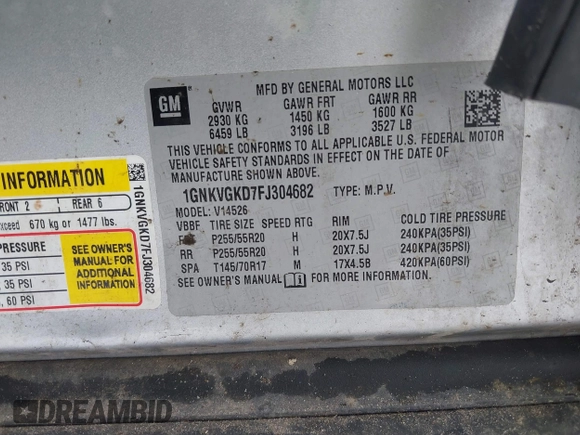 GM
MFD BY GENERAL MOTORS LLC
GVWR GAWR FRT GAWR RR
2930 KG 1450 KG 1600 KG
6459 LB 3196 LB 3527 LB
THIS VEHICLE CONFORMS TO ALL APPLICABLE U.S. FEDERAL MOTOR
VEHICLE SAFETY STANDARDS IN EFFECT ON THE DATE OF
MANUFACTURE SHOWN ABOVE.
1GNKVGKD7FJ304682 TYPE: M.P.V.
MODEL: V14526
VBBF TIRE SIZE SPEED RTG RIM COLD TIRE PRESSURE
FRT P255/55R20 H 20X7.5J 240KPA(35PSI)
RR P255/55R20 H 20X7.5J 240KPA(35PSI)
SPA T145/70R17 M 17X4.5B 420KPA(60PSI)
SEE OWNER'S MANUAL FOR MORE INFORMATION.
INFORMATION
FRONT 2 REAR 6
exceed 670 kg or 1477 lbs.
PRESSURE
35 PSI
35 PSI
60 PSI
SEE OWNER'S
MANUAL FOR
ADDITIONAL
INFORMATION
1GNKVGKD7FJ304682
DREAMBID